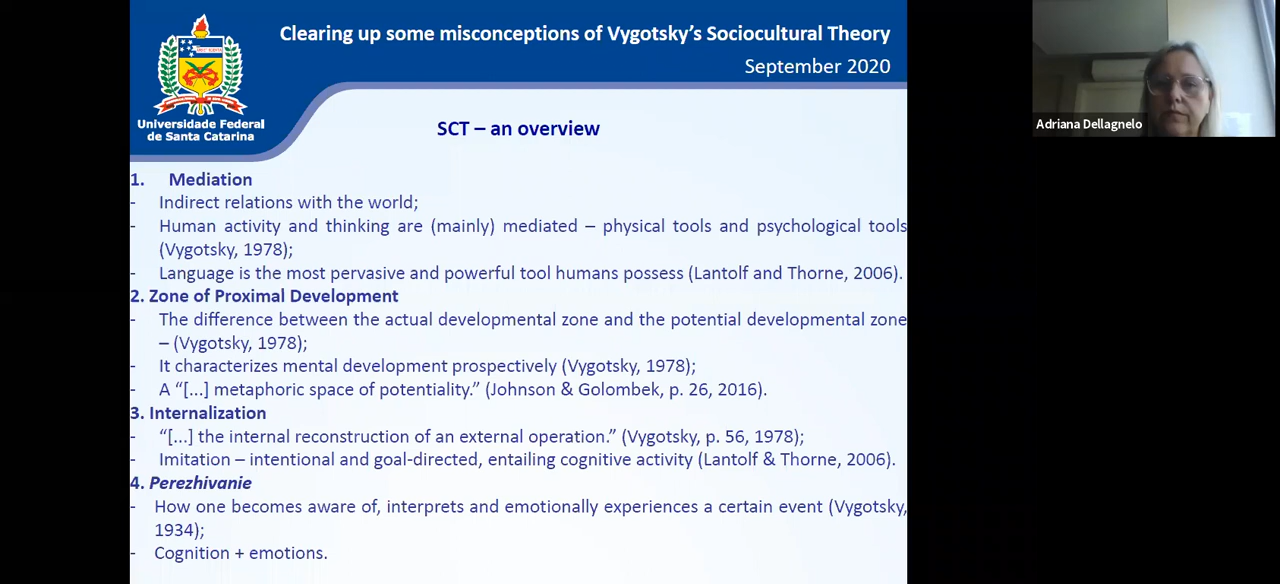 Clearing up some misconceptions of Vygotsky's Sociocultural Theory
September 2020
Universidade Federal
de Santa Catarina
SCT – an overview
1. Mediation
- Indirect relations with the world;
- Human activity and thinking are (mainly) mediated – physical tools and psychological tools
(Vygotsky, 1978);
- Language is the most pervasive and powerful tool humans possess (Lantolf and Thorne, 2006).
2. Zone of Proximal Development
- The difference between the actual developmental zone and the potential developmental zone
– (Vygotsky, 1978);
- It characterizes mental development prospectively (Vygotsky, 1978);
- A “[...] metaphoric space of potentiality.” (Johnson & Golombek, p. 26, 2016).
3. Internalization
- “[...] the internal reconstruction of an external operation.” (Vygotsky, p. 56, 1978);
- Imitation – intentional and goal-directed, entailing cognitive activity (Lantolf & Thorne, 2006).
4. Perezhivanie
- How one becomes aware of, interprets and emotionally experiences a certain event (Vygotsky,
1934);
- Cognition + emotions.
Adriana Dellagnelo